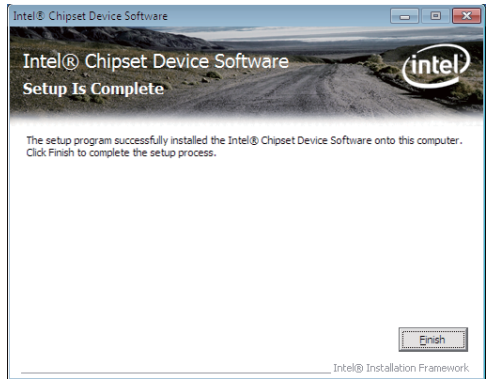 Intel® Chipset Device Software
Intel® Chipset Device Software
Setup Is Complete
intel
The setup program successfully installed the Intel® Chipset Device Software onto this computer.
Click Finish to complete the setup process.
Finish
Intel® Installation Framework